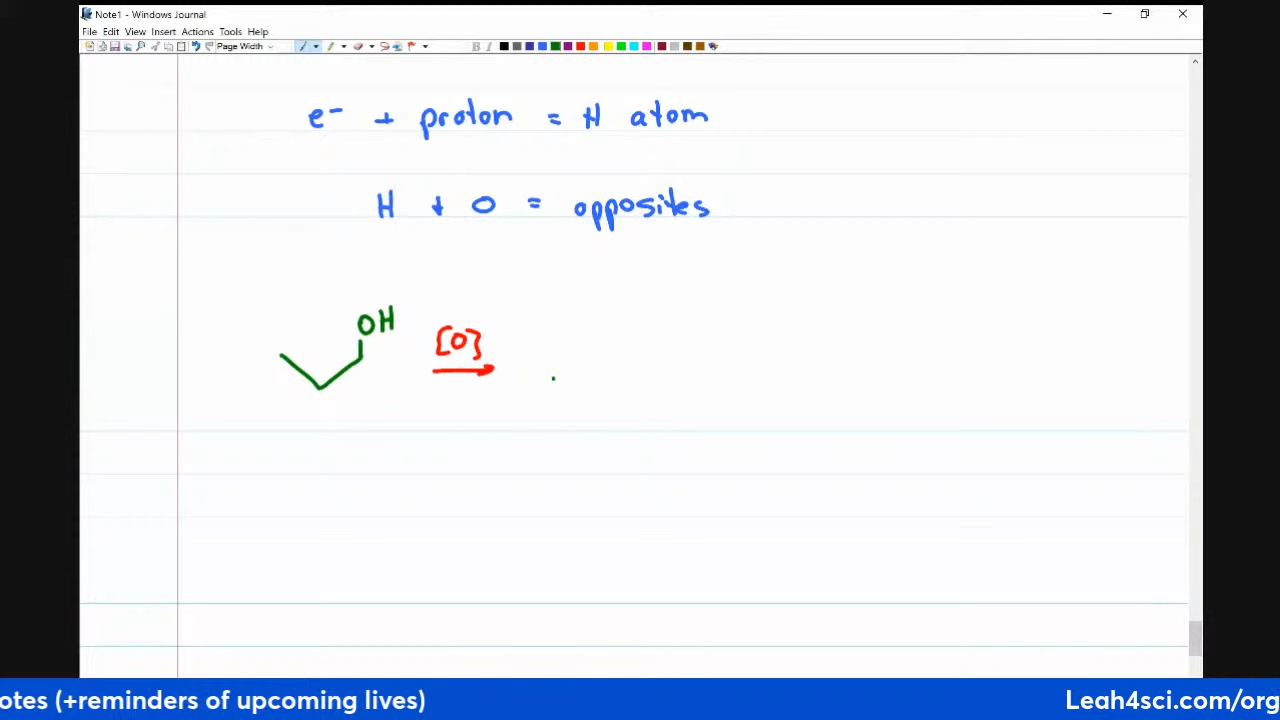 Note1 - Windows Journal
File Edit View Insert Actions Tools Help
Page Width B I
e- + proton = H atom
H + O = opposites
OH
[O]
otes (+reminders of upcoming lives) Leah4sci.com/org